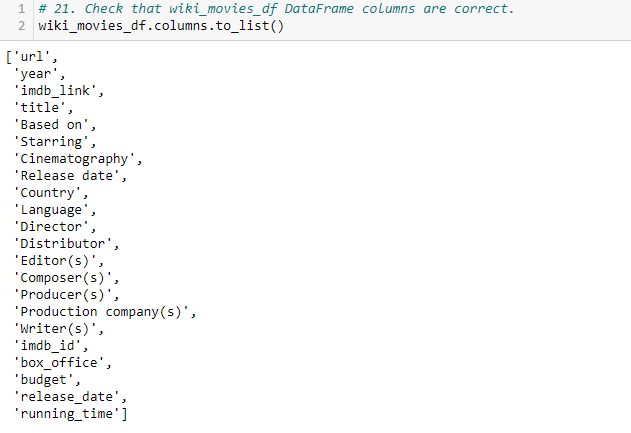 1 # 21. Check that wiki_movies_df DataFrame columns are correct.
2 wiki_movies_df.columns.to_list()
['url',
'year',
'imdb_link',
'title',
'Based on',
'Starring',
'Cinematography',
'Release date',
'Country',
'Language',
'Director',
'Distributor',
'Editor(s)',
'Composer(s)',
'Producer(s)',
'Production company(s)',
'Writer(s)',
'imdb_id',
'box_office',
'budget',
'release_date',
'running_time']